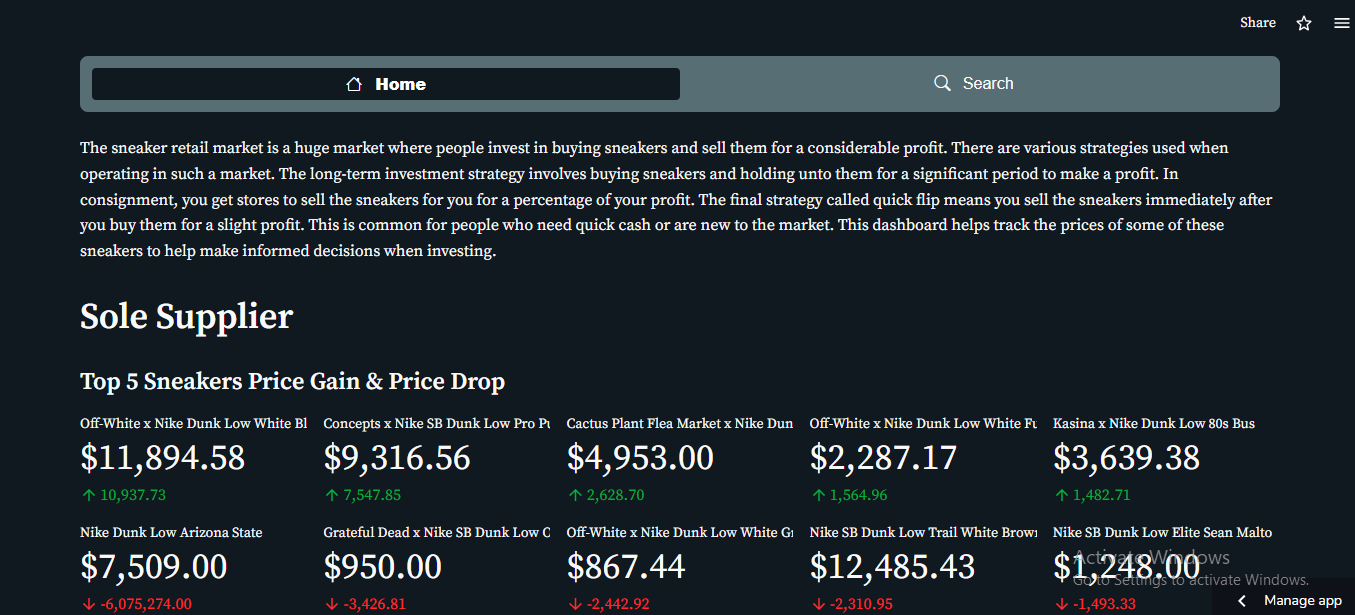 Share
Home
Search
The sneaker retail market is a huge market where people invest in buying sneakers and sell them for a considerable profit. There are various strategies used when
operating in such a market. The long-term investment strategy involves buying sneakers and holding unto them for a significant period to make a profit. In
consignment, you get stores to sell the sneakers for you for a percentage of your profit. The final strategy called quick flip means you sell the sneakers immediately after
you buy them for a slight profit. This is common for people who need quick cash or are new to the market. This dashboard helps track the prices of some of these
sneakers to help make informed decisions when investing.
Sole Supplier
Top 5 Sneakers Price Gain & Price Drop
Off-White x Nike Dunk Low White Bl
Concepts x Nike SB Dunk Low Pro Pu
Cactus Plant Flea Market x Nike Dun
Off-White x Nike Dunk Low White Fu
Kasina x Nike Dunk Low 80s Bus
$11,894.58
$9,316.56
$4,953.00
$2,287.17
$3,639.38
↑ 10,937.73
↑ 7,547.85
↑ 2,628.70
↑ 1,564.96
↑ 1,482.71
Nike Dunk Low Arizona State
Grateful Dead x Nike SB Dunk Low O
Off-White x Nike Dunk Low White Gr
Nike SB Dunk Low Trail White Brown
Nike SB Dunk Low Elite Sean Malto
$7,509.00
$950.00
$867.44
$12,485.43
$1,248.00
↓ -6,075,274.00
↓ -3,426.81
↓ -2,442.92
↓ -2,310.95
↓ -1,493.33
Activate Windows
Go to Settings to activate Windows.
Manage app